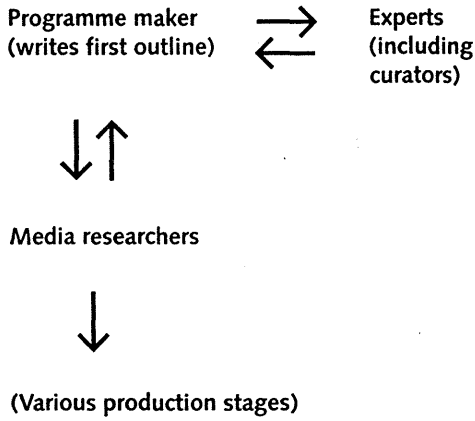 Programme maker
(writes first outline)
Experts
(including
curators)
Media researchers
(Various production stages)